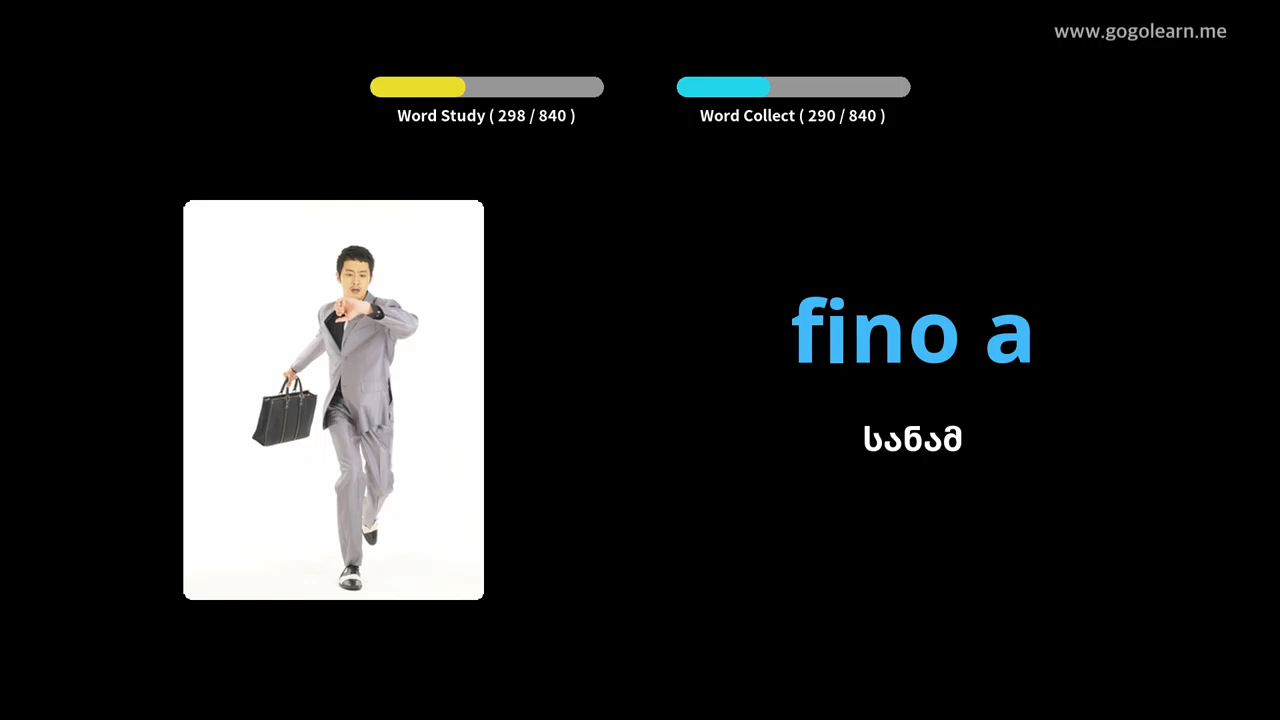 www.gogolearn.me
Word Study ( 298 / 840 )
Word Collect ( 290 / 840 )
fino a
სანამ